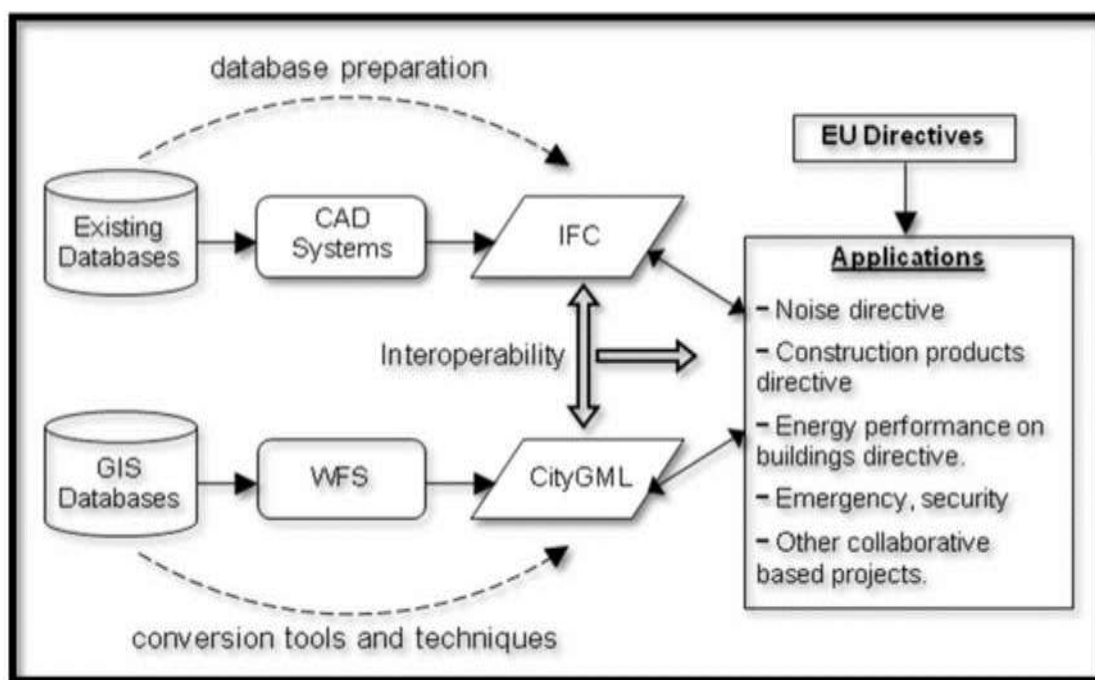 database preparation
EU Directives
Existing
Databases
CAD
Systems
IFC
Applications
- Noise directive
- Construction products
directive
- Energy performance on
buildings directive.
- Emergency, security
- Other collaborative
based projects.
Interoperability
GIS
Databases
WFS
CityGML
conversion tools and techniques